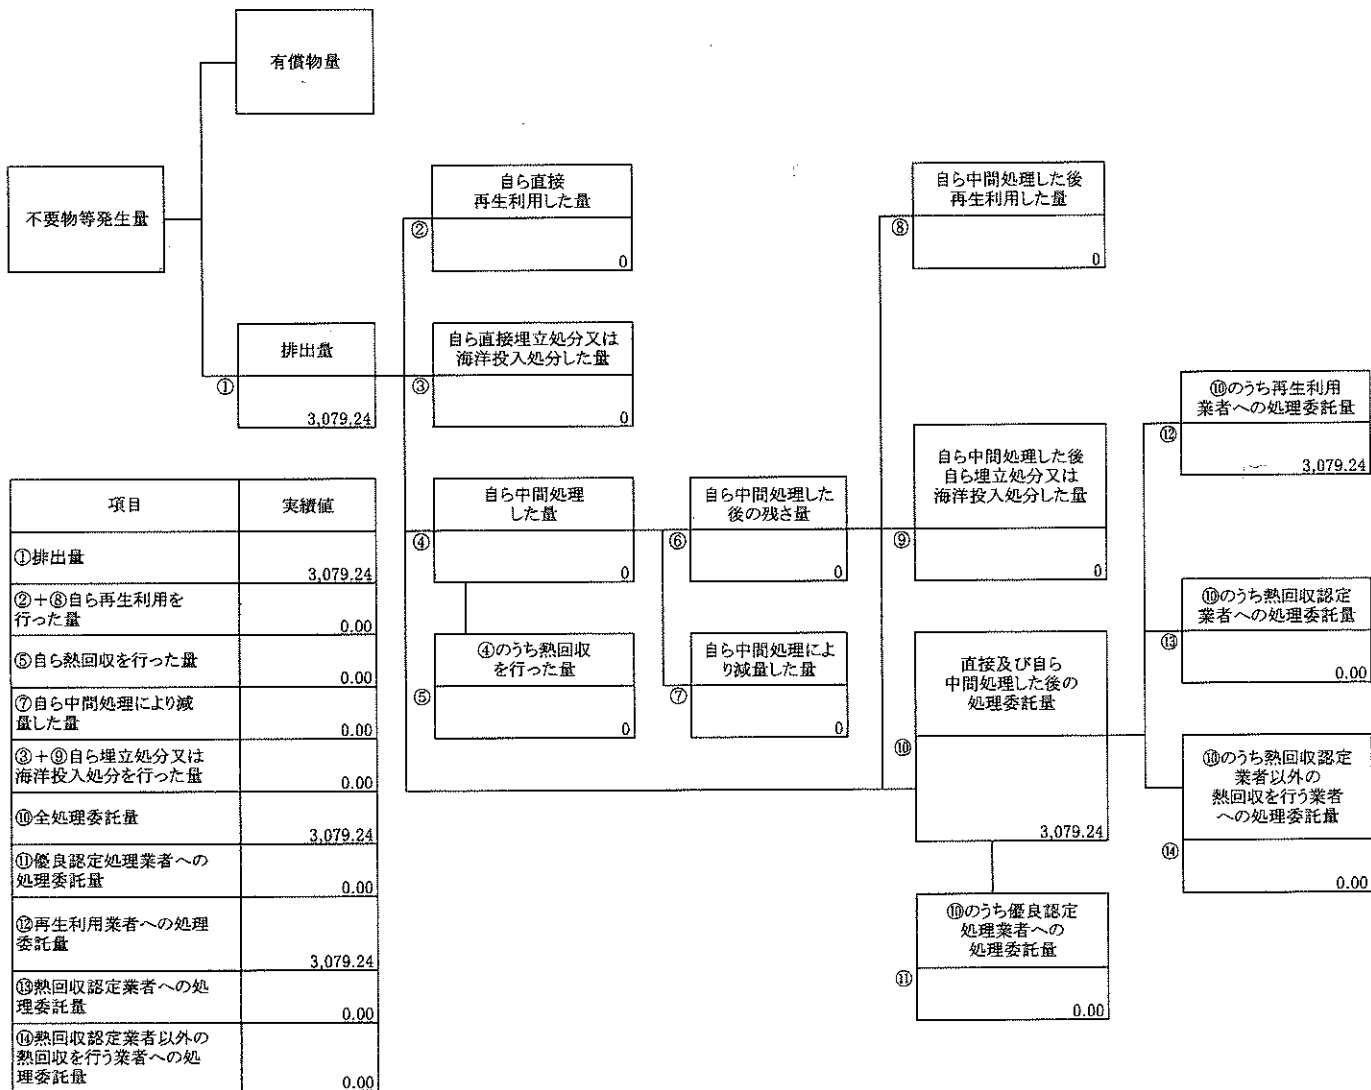 有償物量
不要物等発生量
自ら直接
再生利用した量
②
0
自ら中間処理した後
再生利用した量
⑧
0
排出量
①
3,079.24
自ら直接埋立処分又は
海洋投入処分した量
③
0
⑩のうち再生利用
業者への処理委託量
⑫
3,079.24
自ら中間処理
した量
④
0
自ら中間処理した
後の残さ量
⑥
0
自ら中間処理した後
自ら埋立処分又は
海洋投入処分した量
⑨
0
⑩のうち熱回収認定
業者への処理委託量
⑬
0.00
④のうち熱回収
を行った量
⑤
0
自ら中間処理によ
り減量した量
⑦
0
直接及び自ら
中間処理した後の
処理委託量
⑩
3,079.24
⑩のうち熱回収認定
業者以外の
熱回収を行う業者
への処理委託量
⑭
0.00
⑩のうち優良認定
処理業者への
処理委託量
⑪
0.00
項目 実績値
①排出量
3,079.24
②+⑧自ら再生利用を
行った量
0.00
⑤自ら熱回収を行った量
0.00
⑦自ら中間処理により減
量した量
0.00
③+⑨自ら埋立処分又は
海洋投入処分を行った量
0.00
⑩全処理委託量
3,079.24
⑪優良認定処理業者への
処理委託量
0.00
⑫再生利用業者への処理
委託量
3,079.24
⑬熱回収認定業者への処
理委託量
0.00
⑭熱回収認定業者以外の
熱回収を行う業者への処
理委託量
0.00